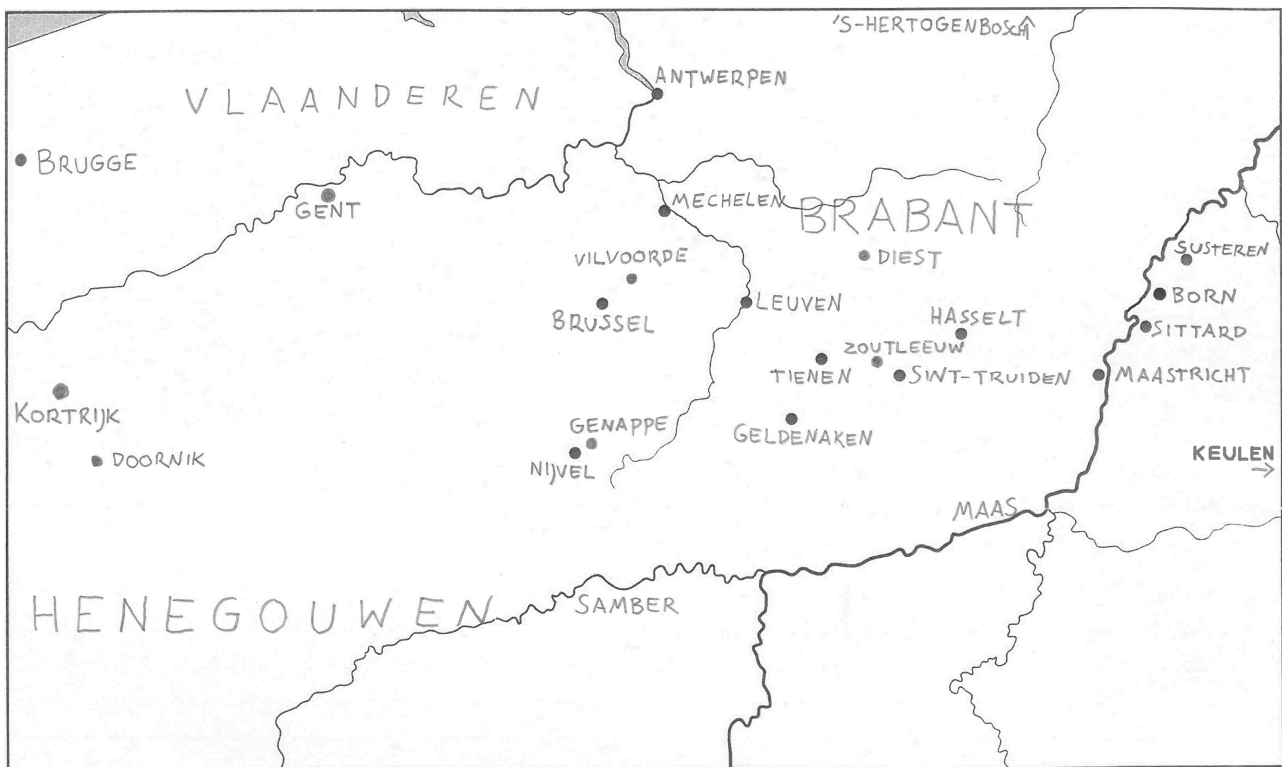 'S-HERTOGENBOSCH ↑
ANTWERPEN
VLAANDEREN
BRUGGE
GENT
MECHELEN
BRABANT
SUSTEREN
VILVOORDE
DIEST
BORN
BRUSSEL
LEUVEN
HASSELT
SITTARD
ZOUTLEEUW
TIENEN
SINT-TRUIDEN
MAASTRICHT
KORTRIJK
GENAPPE
GELDENAKEN
DOORNIK
NIJVEL
KEULEN
→
MAAS
SAMBER
HENEGOUWEN